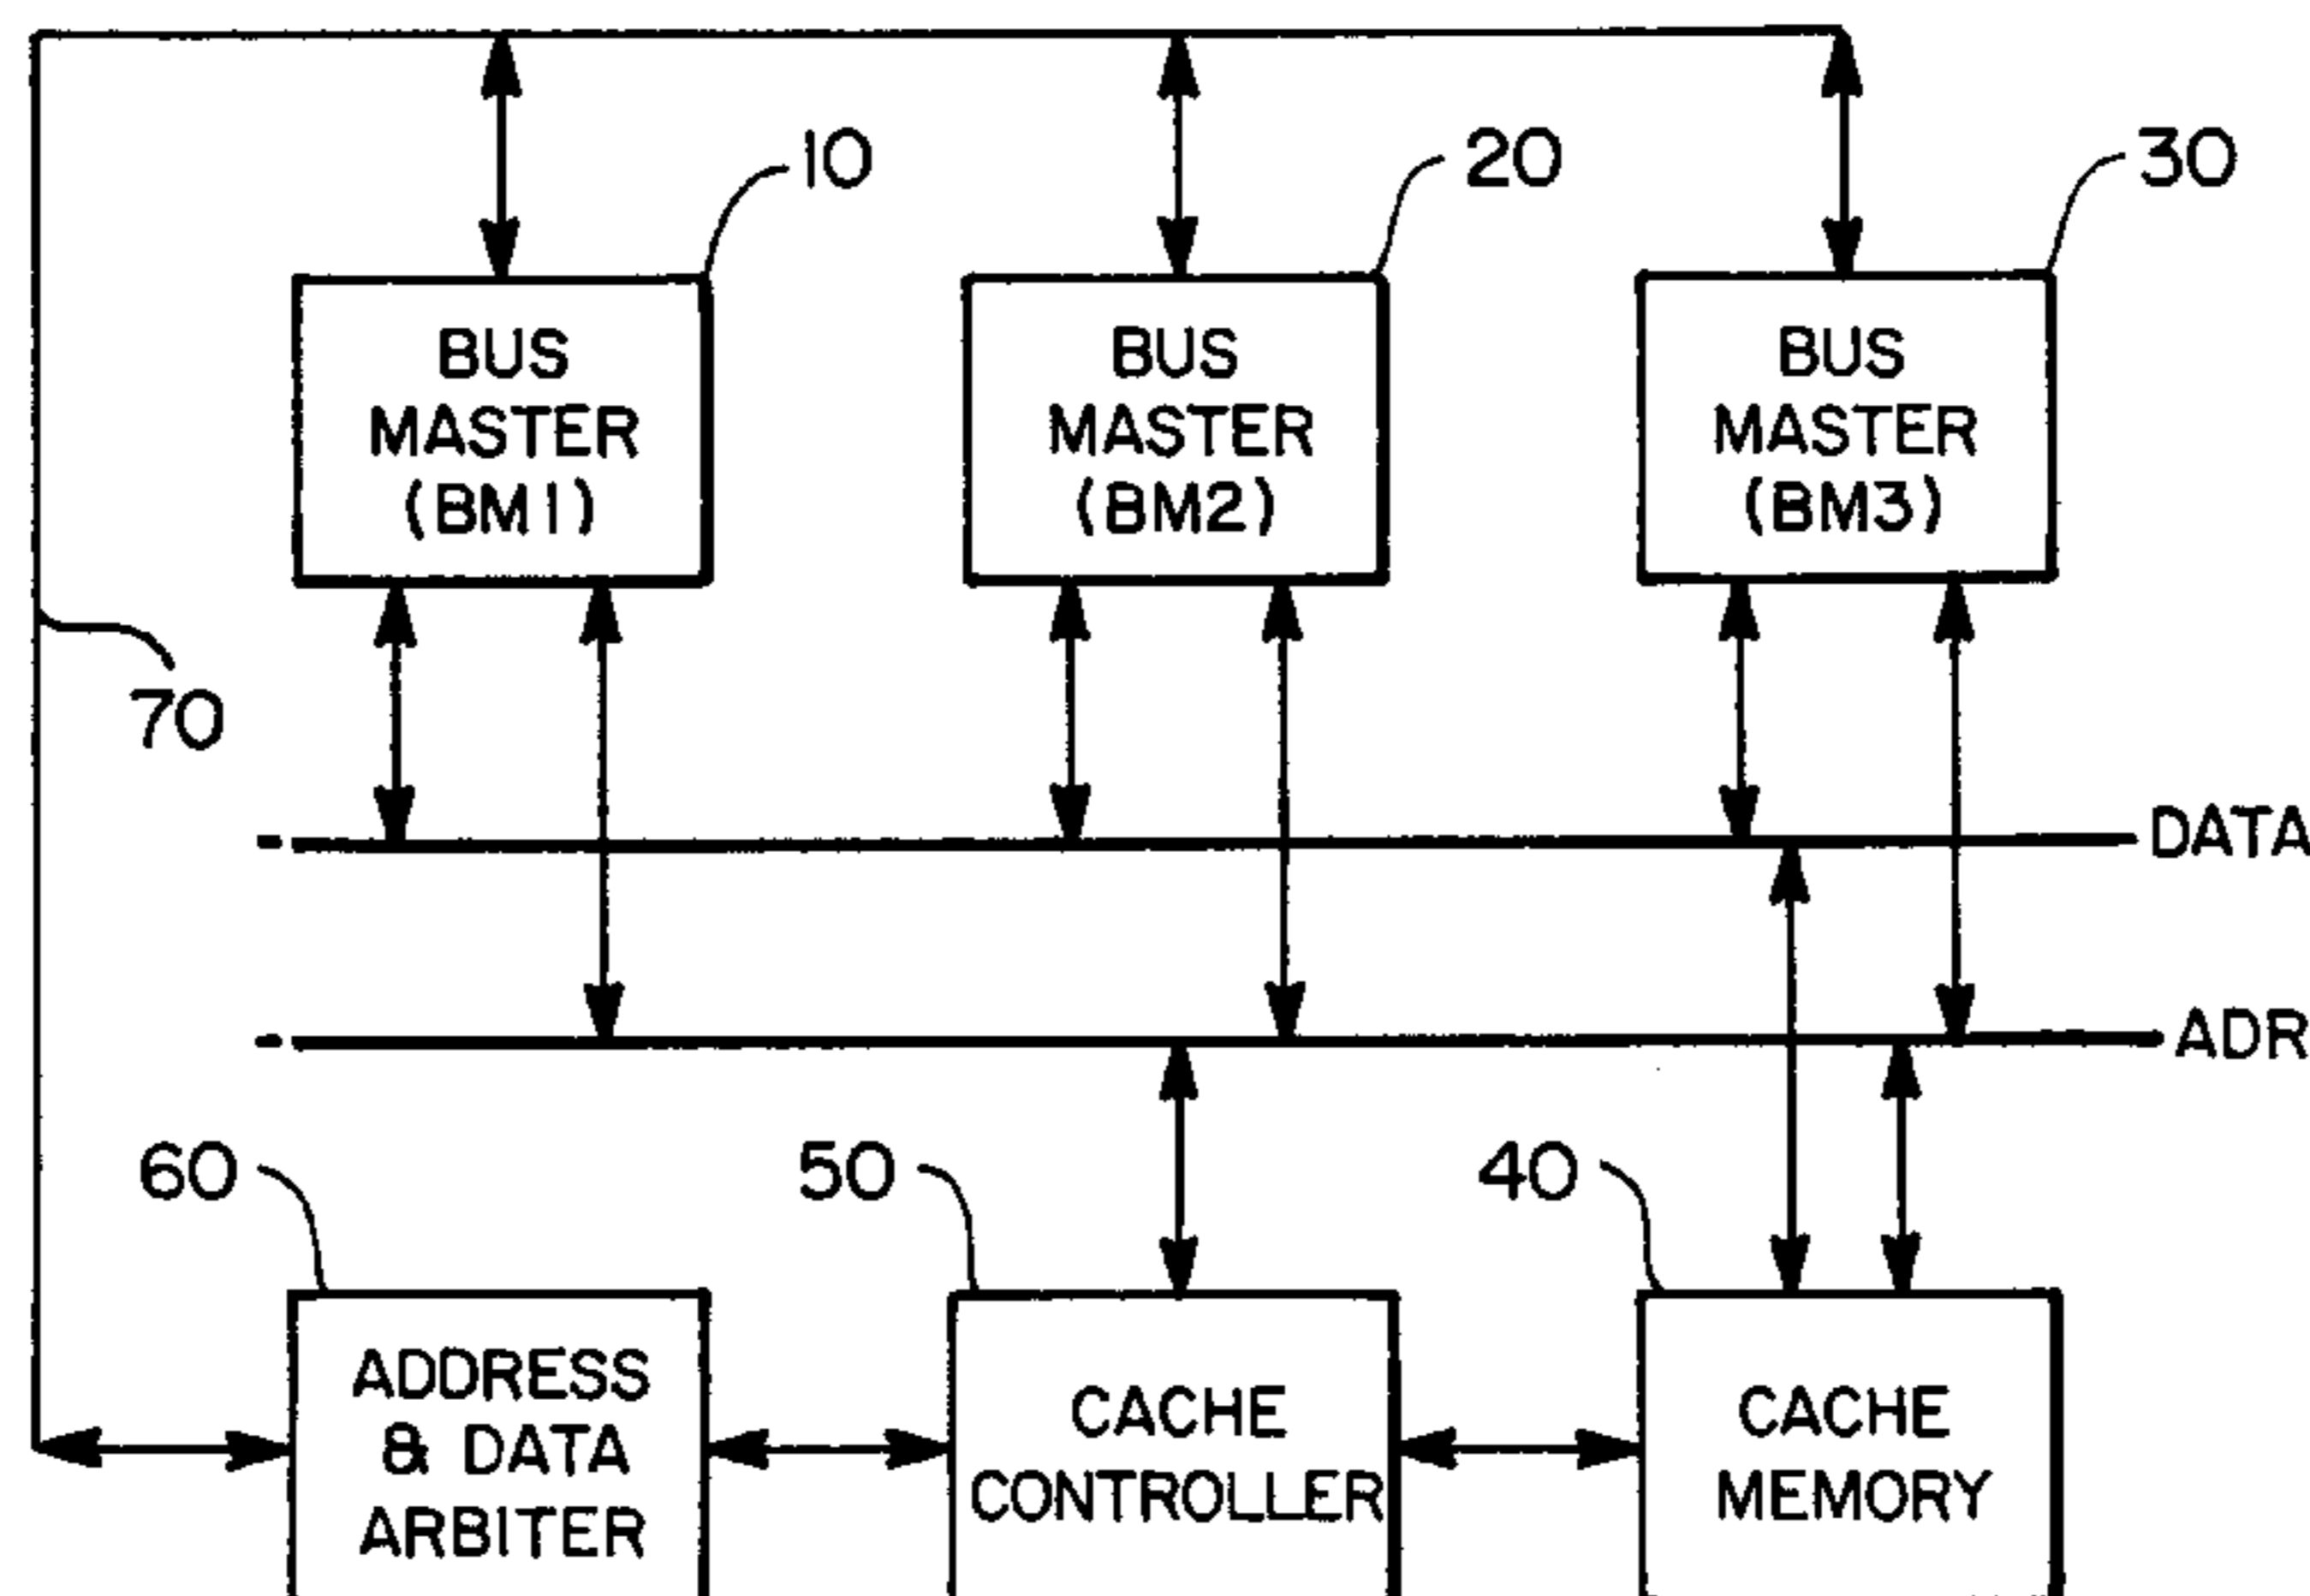 10
20
30
BUS
MASTER
(BM1)
BUS
MASTER
(BM2)
BUS
MASTER
(BM3)
70
DATA
ADR
60
50
40
ADDRESS
& DATA
ARBITER
CACHE
CONTROLLER
CACHE
MEMORY